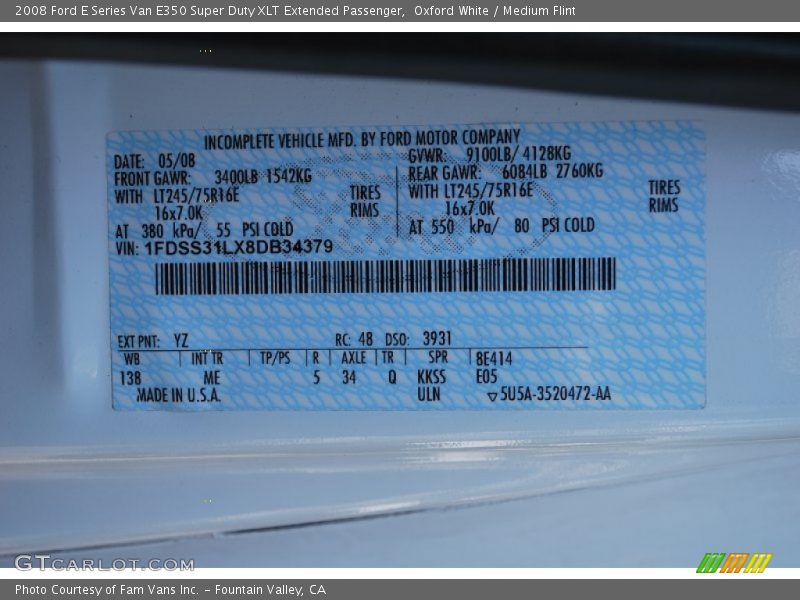 2008 Ford E Series Van E350 Super Duty XLT Extended Passenger,  Oxford White / Medium Flint
INCOMPLETE VEHICLE MFD. BY FORD MOTOR COMPANY
DATE: 05/08 GVWR: 9100LB/ 4128KG
FRONT GAWR: 3400LB 1542KG REAR GAWR: 6084LB 2760KG
WITH LT245/75R16E TIRES WITH LT245/75R16E TIRES
16x7.0K RIMS 16x7.0K RIMS
AT 380 kPa/ 55 PSI COLD AT 550 kPa/ 80 PSI COLD
VIN: 1FDSS31LX8DB34379
EXT PNT: YZ RC: 48 DSO: 3931
WB INT TR TP/PS R AXLE TR SPR 8E414
138 ME 5 34 Q KKSS E05
MADE IN U.S.A. ULN ▽5U5A-3520472-AA
GTCARLOT.COM
Photo Courtesy of Fam Vans Inc. – Fountain Valley, CA